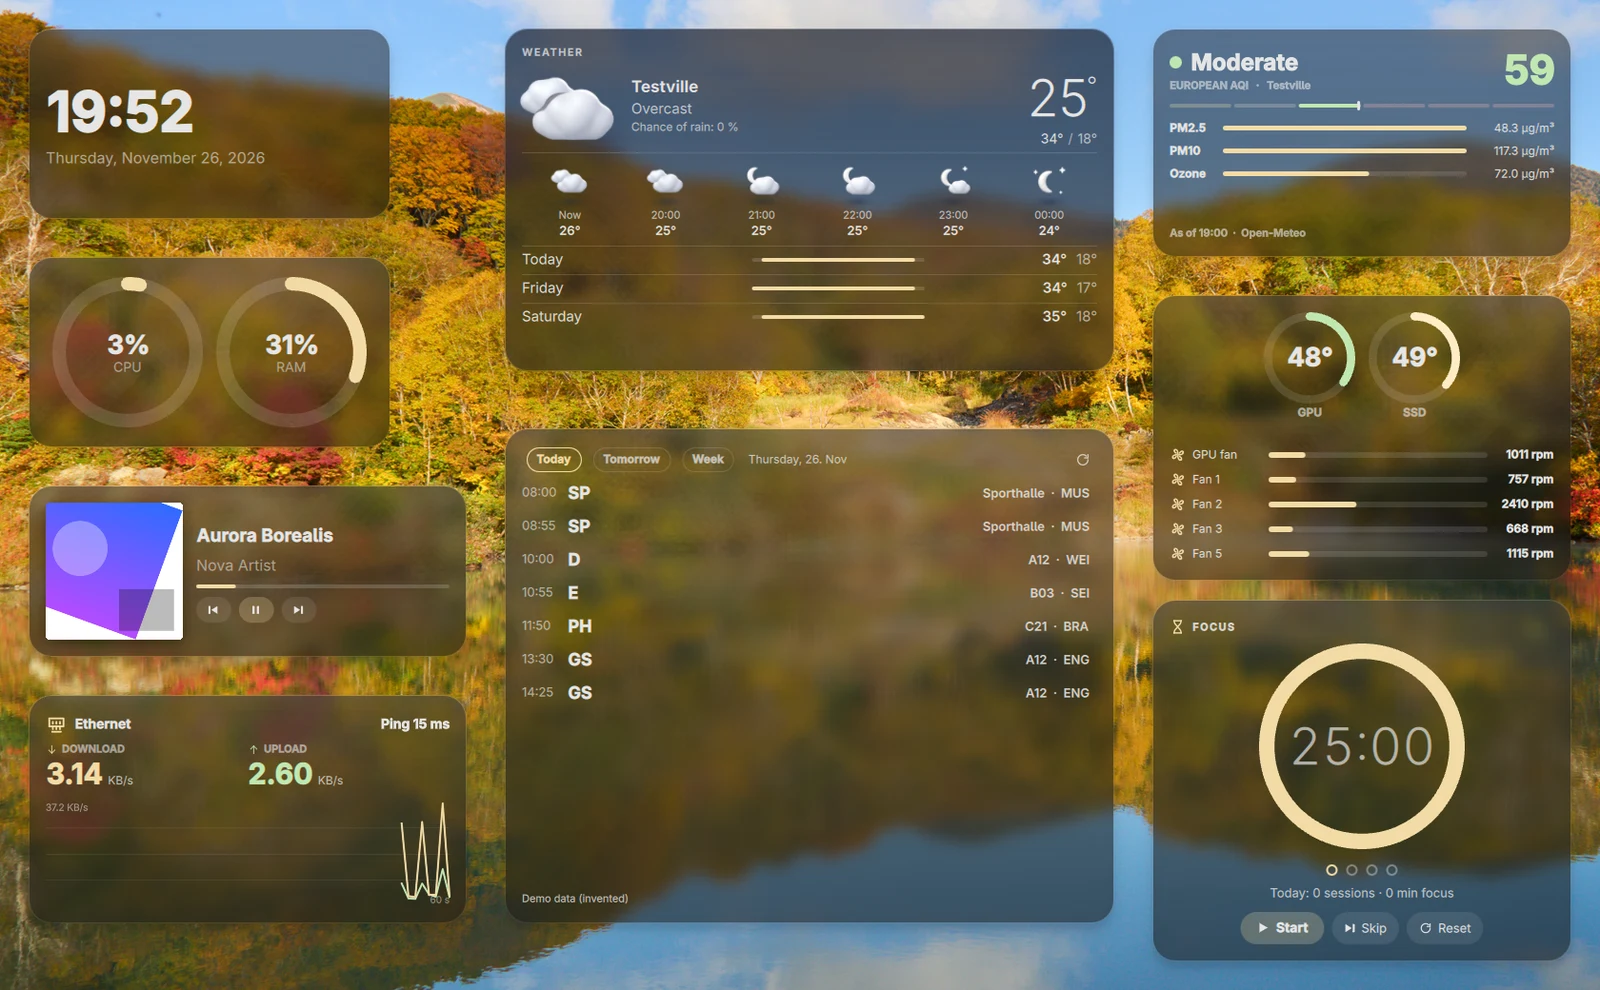 19:52
Thursday, November 26, 2026
3%
CPU
31%
RAM
Aurora Borealis
Nova Artist
Ethernet
Ping 15 ms
↓ DOWNLOAD
↑ UPLOAD
3.14 KB/s
2.60 KB/s
37.2 KB/s
60 s
WEATHER
Testville
Overcast
Chance of rain: 0 %
25°
34° / 18°
Now 20:00 21:00 22:00 23:00 00:00
26° 25° 25° 25° 25° 24°
Today 34° 18°
Friday 34° 17°
Saturday 35° 18°
Today Tomorrow Week Thursday, 26. Nov
08:00 SP Sporthalle · MUS
08:55 SP Sporthalle · MUS
10:00 D A12 · WEI
10:55 E B03 · SEI
11:50 PH C21 · BRA
13:30 GS A12 · ENG
14:25 GS A12 · ENG
Demo data (invented)
Moderate
59
EUROPEAN AQI · Testville
PM2.5 48.3 µg/m³
PM10 117.3 µg/m³
Ozone 72.0 µg/m³
As of 19:00 · Open-Meteo
48°
49°
GPU
SSD
GPU fan 1011 rpm
Fan 1 757 rpm
Fan 2 2410 rpm
Fan 3 668 rpm
Fan 5 1115 rpm
FOCUS
25:00
Today: 0 sessions · 0 min focus
Start
Skip
Reset